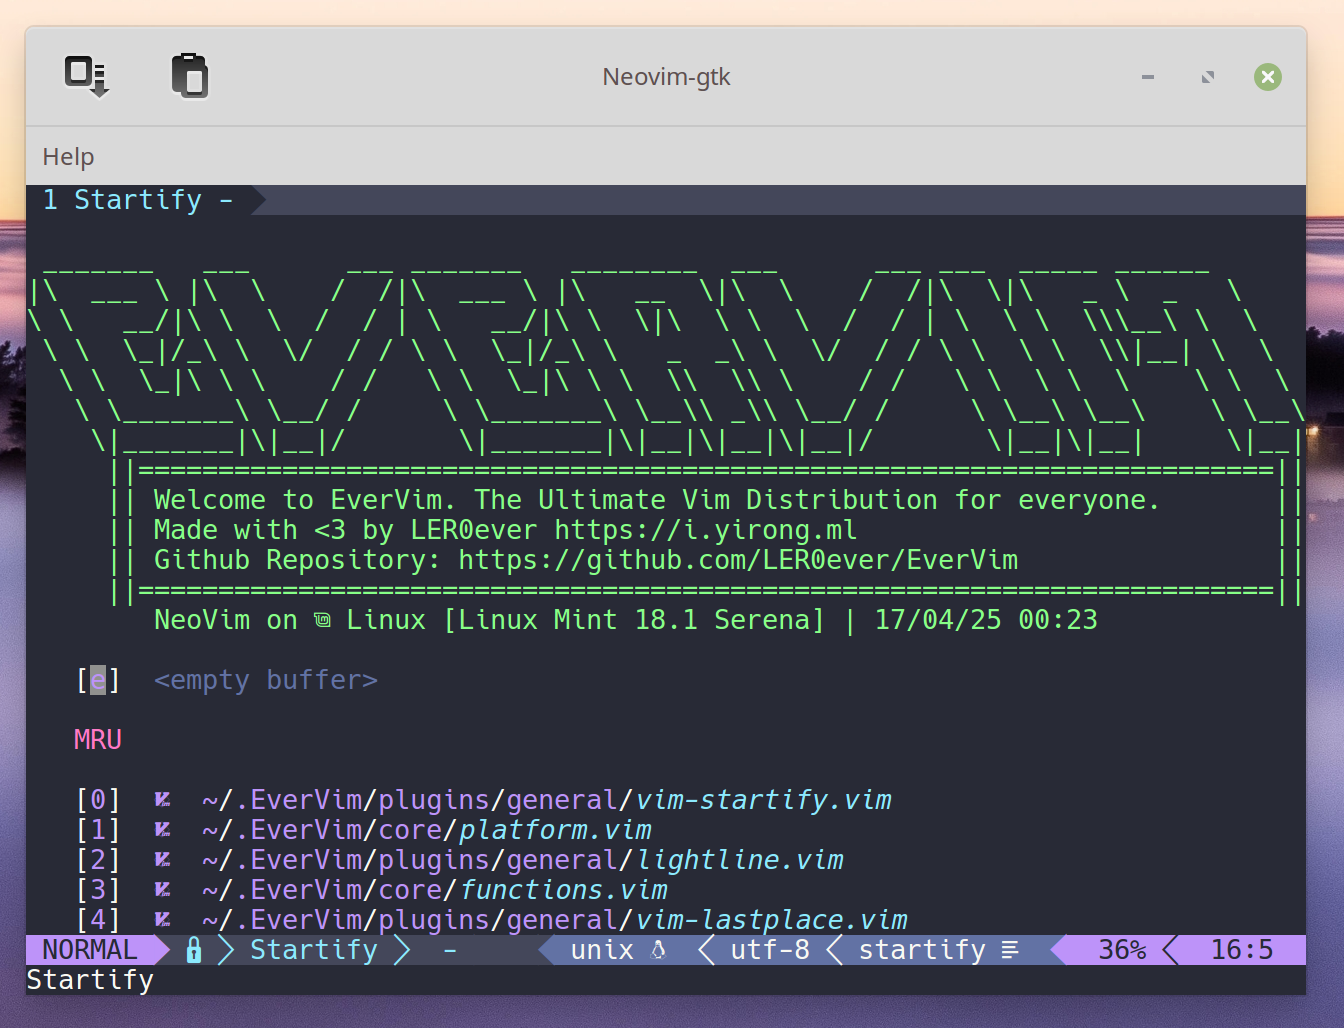 Neovim-gtk
Help
1 Startify -
EVERVIM
Welcome to EverVim. The Ultimate Vim Distribution for everyone.
Made with <3 by LER0ever https://i.yirong.ml
Github Repository: https://github.com/LER0ever/EverVim
NeoVim on Linux [Linux Mint 18.1 Serena] | 17/04/25 00:23
[e] <empty buffer>
MRU
[0] ~/.EverVim/plugins/general/vim-startify.vim
[1] ~/.EverVim/core/platform.vim
[2] ~/.EverVim/plugins/general/lightline.vim
[3] ~/.EverVim/core/functions.vim
[4] ~/.EverVim/plugins/general/vim-lastplace.vim
NORMAL Startify - unix utf-8 startify 36% 16:5
Startify